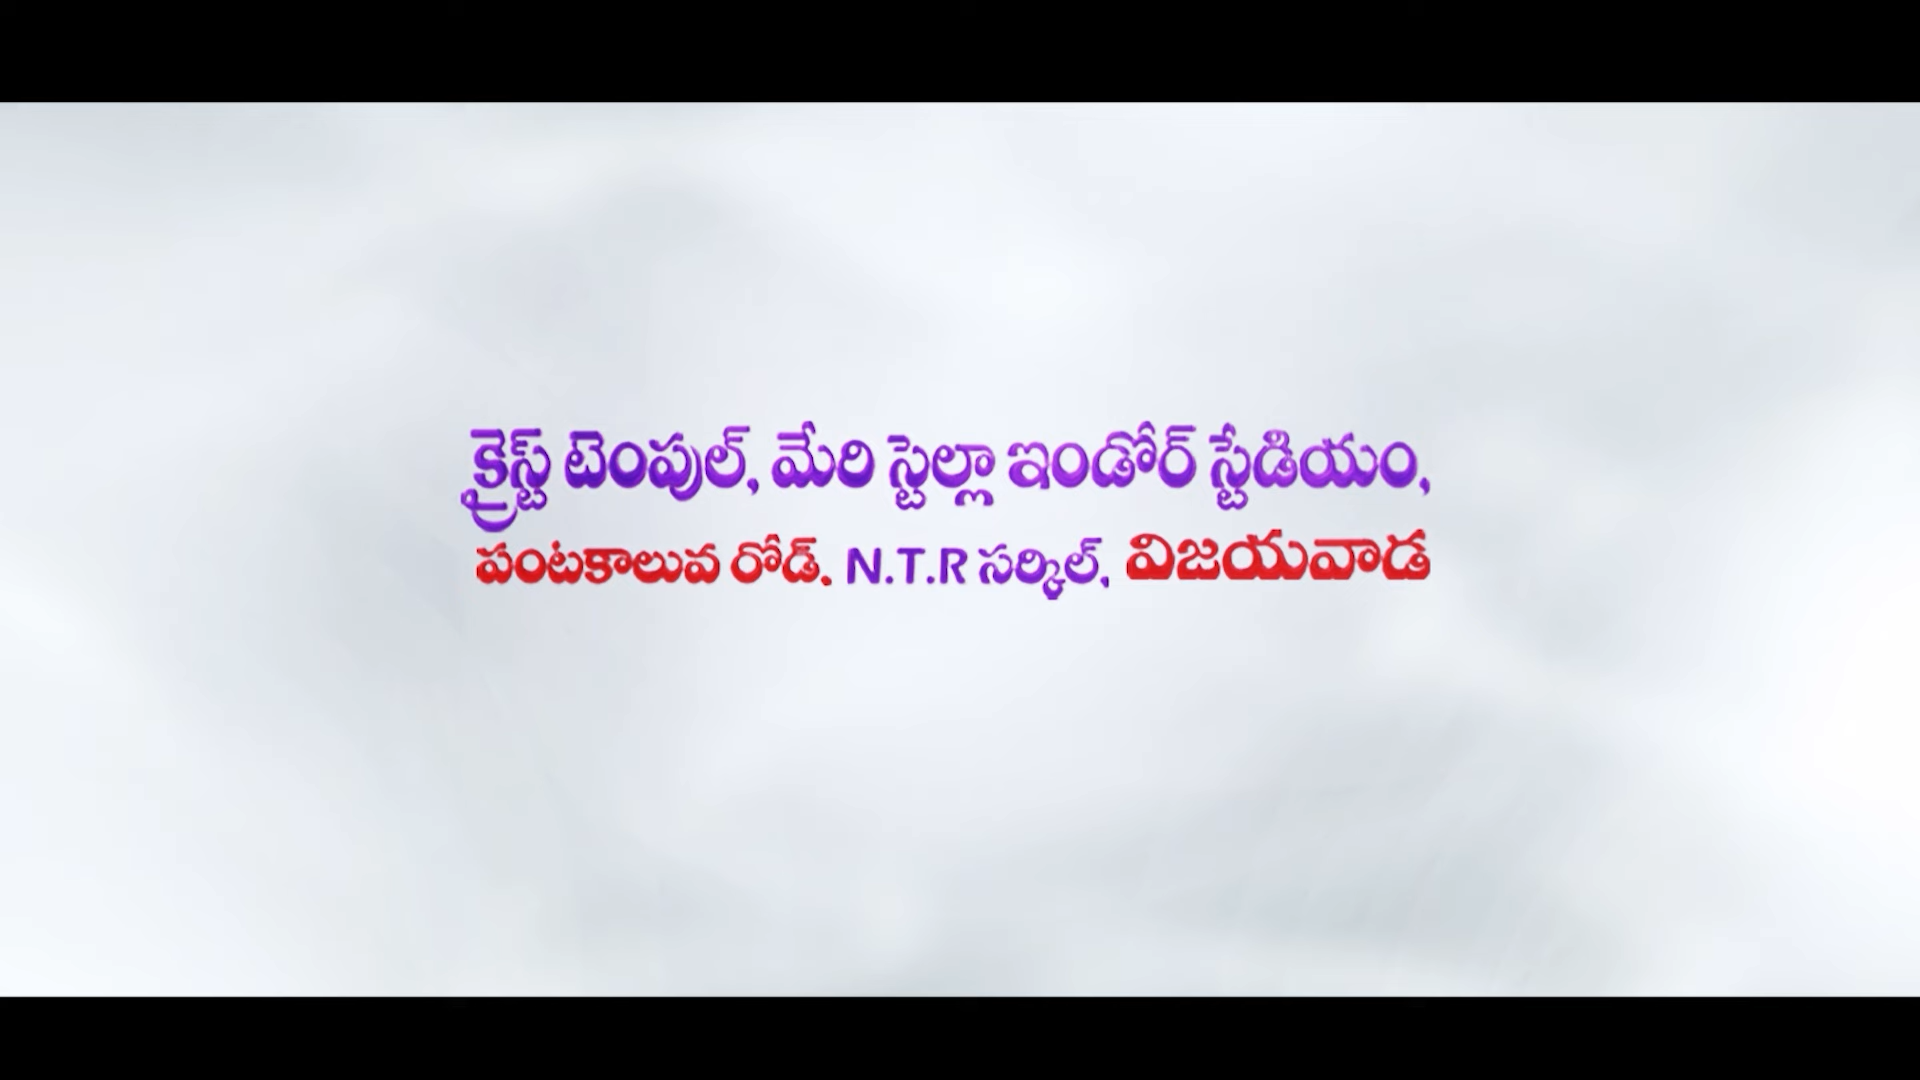 క్రైస్ట్ టెంపుల్, మేరి స్టెల్లా ఇండోర్ స్టేడియం,
పంటకాలువ రోడ్. N.T.R సర్కిల్, విజయవాడ